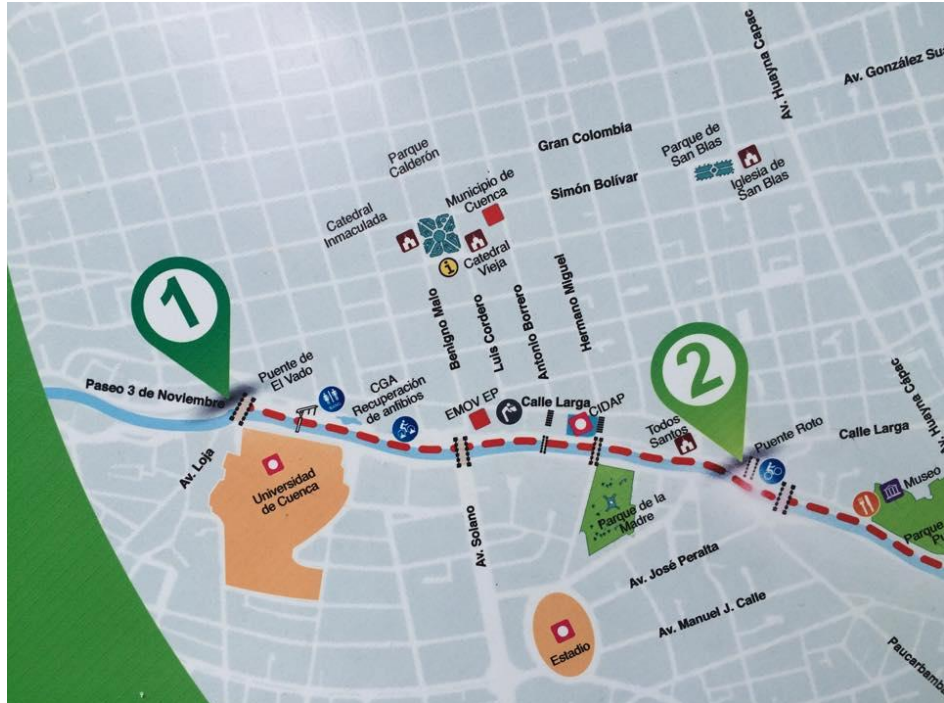 Av. Huayna Capac
Av. González Su
Gran Colombia
Parque de
San Blas
Iglesia de
San Blas
Simón Bolívar
Parque
Calderón
Municipio de
Cuenca
Catedral
Inmaculada
Catedral
Vieja
i
Hermano Miguel
Benigno Malo
Luis Cordero
Antonio Borrero
1
Puente de
El Vado
Paseo 3 de Noviembre
CGA
Recuperación
de anfibios
EMOV EP
Calle Larga
CIDAP
Todos
Santos
2
Puente Roto
Calle Larga
Av. Huayna Capac
Museo
Parque
Pu
Av. Loja
Universidad
de Cuenca
Av. Solano
Parque de la
Madre
Av. José Peralta
Av. Manuel J. Calle
Estadio
Paucarbamb